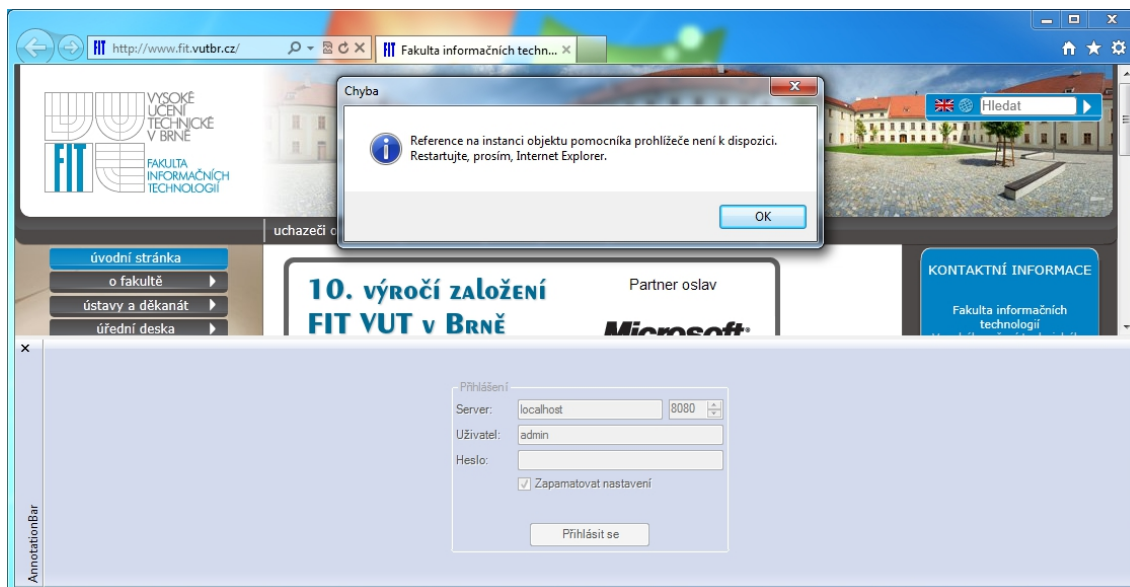 http://www.fit.vutbr.cz/
FIT Fakulta informačních techn...
VYSOKÉ
UČENÍ
TECHNICKÉ
V BRNĚ
FIT
FAKULTA
INFORMAČNÍCH
TECHNOLOGIÍ
Hledat
Chyba
Reference na instanci objektu pomocníka prohlížeče není k dispozici.
Restartujte, prosím, Internet Explorer.
OK
uchazeči o
úvodní stránka
o fakultě
ústavy a děkanát
úřední deska
10. výročí založení
FIT VUT v Brně
Partner oslav
Microsoft
KONTAKTNÍ INFORMACE
Fakulta informačních
technologií
AnnotationBar
Přihlášení
Server: localhost 8080
Uživatel: admin
Heslo:
Zapamatovat nastavení
Přihlásit se